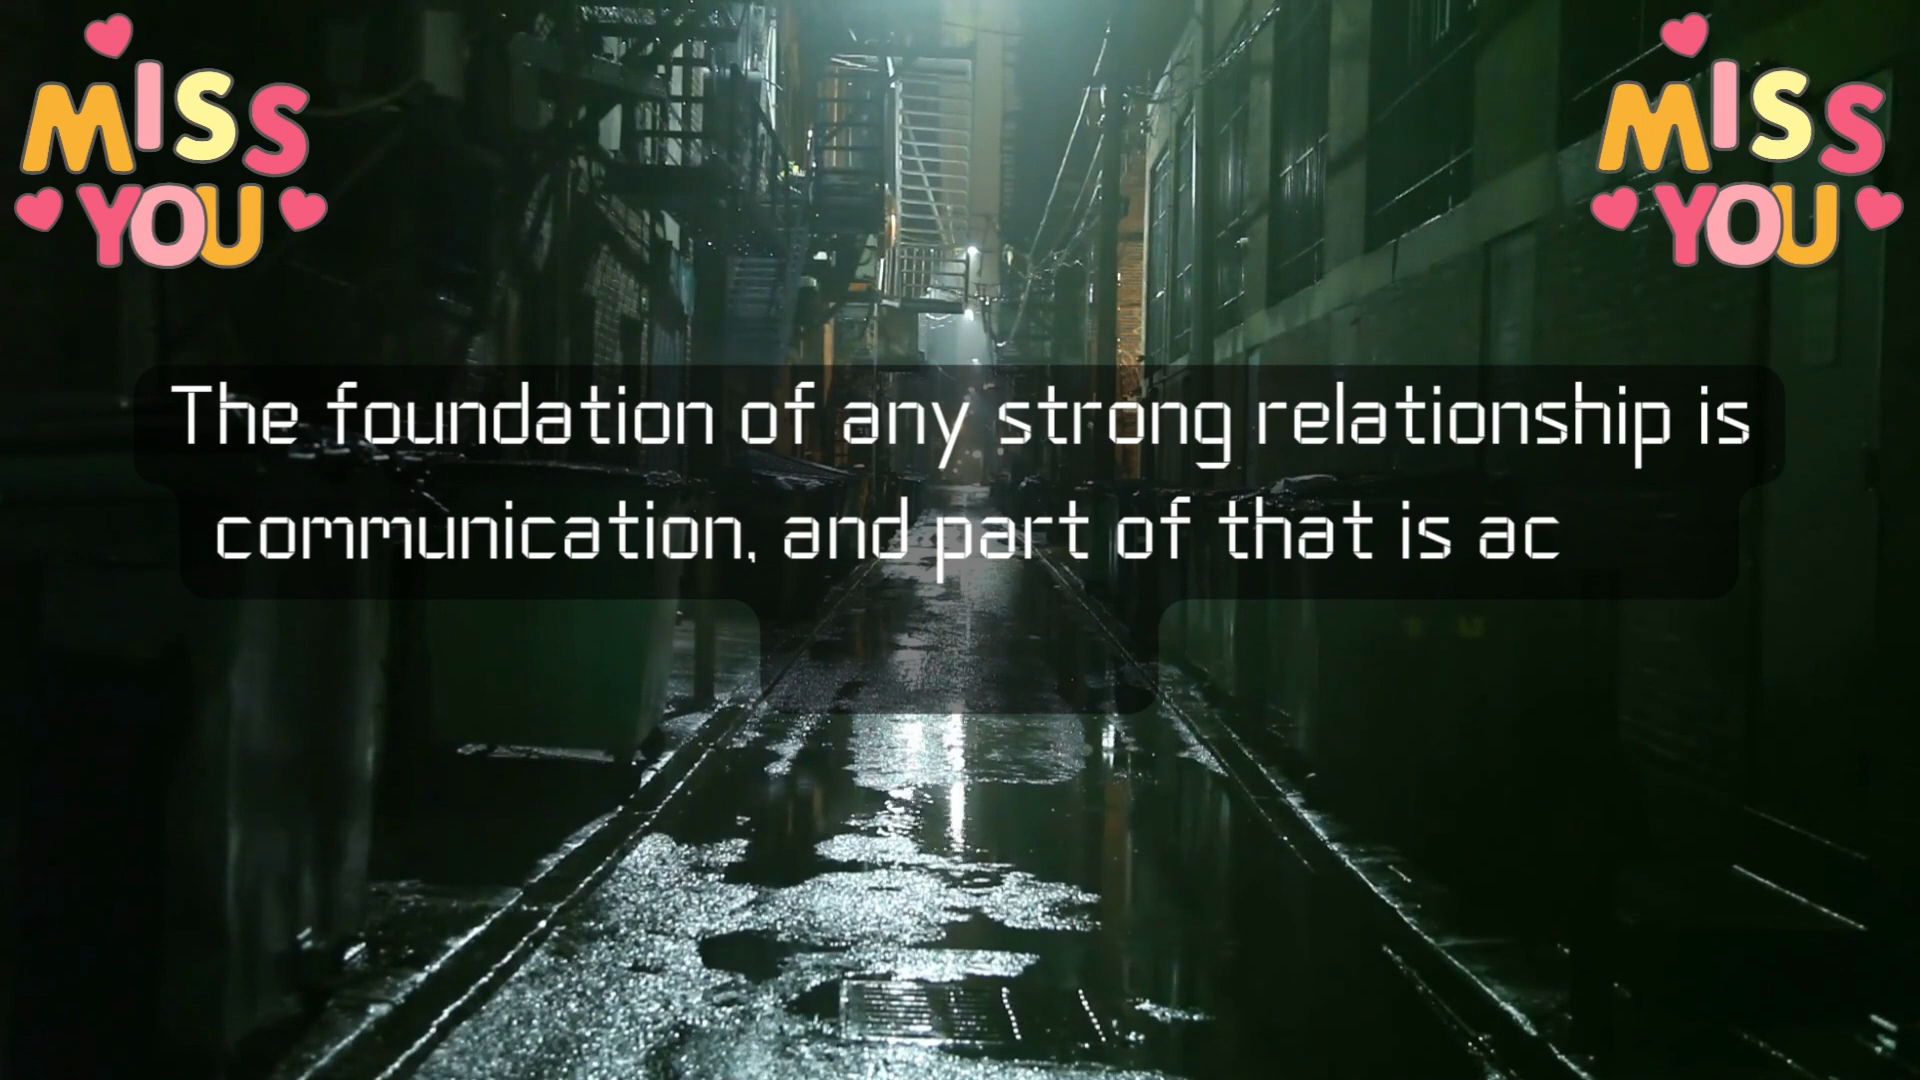 MISS
YOU
MISS
YOU
The foundation of any strong relationship is
communication, and part of that is ac